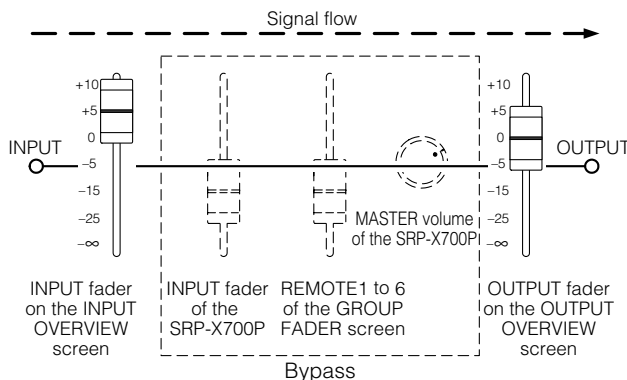 Signal flow
+10
+5
0
−5
−15
−25
−∞
INPUT
+10
+5
0
−5
−15
−25
−∞
OUTPUT
MASTER volume
of the SRP-X700P
INPUT fader
on the INPUT
OVERVIEW
screen
INPUT fader
of the
SRP-X700P
REMOTE1 to 6
of the GROUP
FADER screen
OUTPUT fader
on the OUTPUT
OVERVIEW
screen
Bypass